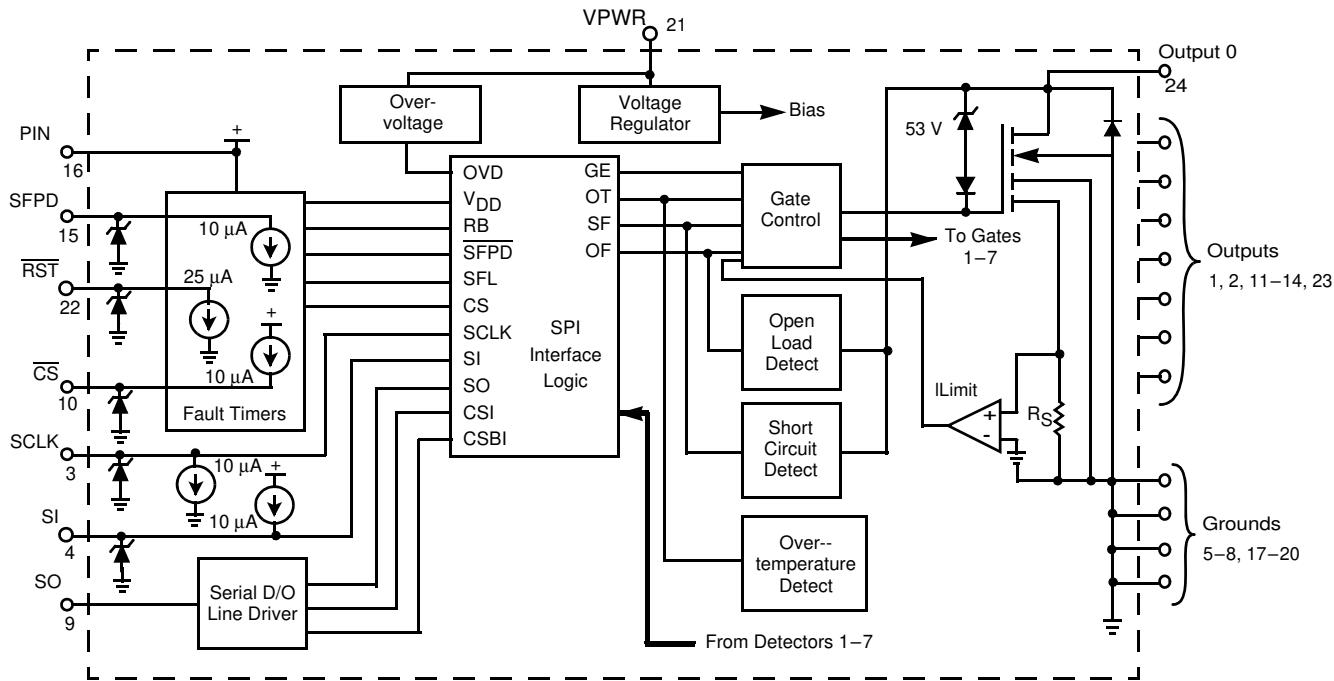 VPWR
21
Output 0
24
Over-
voltage
Voltage
Regulator
Bias
53 V
PIN
+
16
OVD
VDD
RB
SFPD
SFL
CS
SCLK
SI
SO
CSI
CSBI
GE
OT
SF
OF
SPI
Interface
Logic
Gate
Control
To Gates
1–7
SFPD
15
10 µA
RST
22
25 µA
+
10 µA
CS
10
Fault Timers
Outputs
1, 2, 11–14, 23
Open
Load
Detect
ILimit
+
-
RS
Short
Circuit
Detect
SCLK
3
10 µA
+
10 µA
SI
4
Grounds
5–8, 17–20
Over--
temperature
Detect
SO
9
Serial D/O
Line Driver
From Detectors 1–7